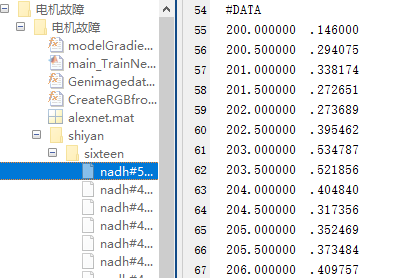 电机故障
电机故障
modelGradie...
main_TrainNe...
Genimagedat...
CreateRGBfro...
alexnet.mat
shiyan
sixteen
nadh#5...
nadh#4...
nadh#4...
nadh#4...
nadh#4...
nadh#4...
54 #DATA
55 200.000000 .146000
56 200.500000 .294075
57 201.000000 .338174
58 201.500000 .272651
59 202.000000 .273689
60 202.500000 .395462
61 203.000000 .534787
62 203.500000 .521856
63 204.000000 .404840
64 204.500000 .317356
65 205.000000 .352469
66 205.500000 .373484
67 206.000000 .409757